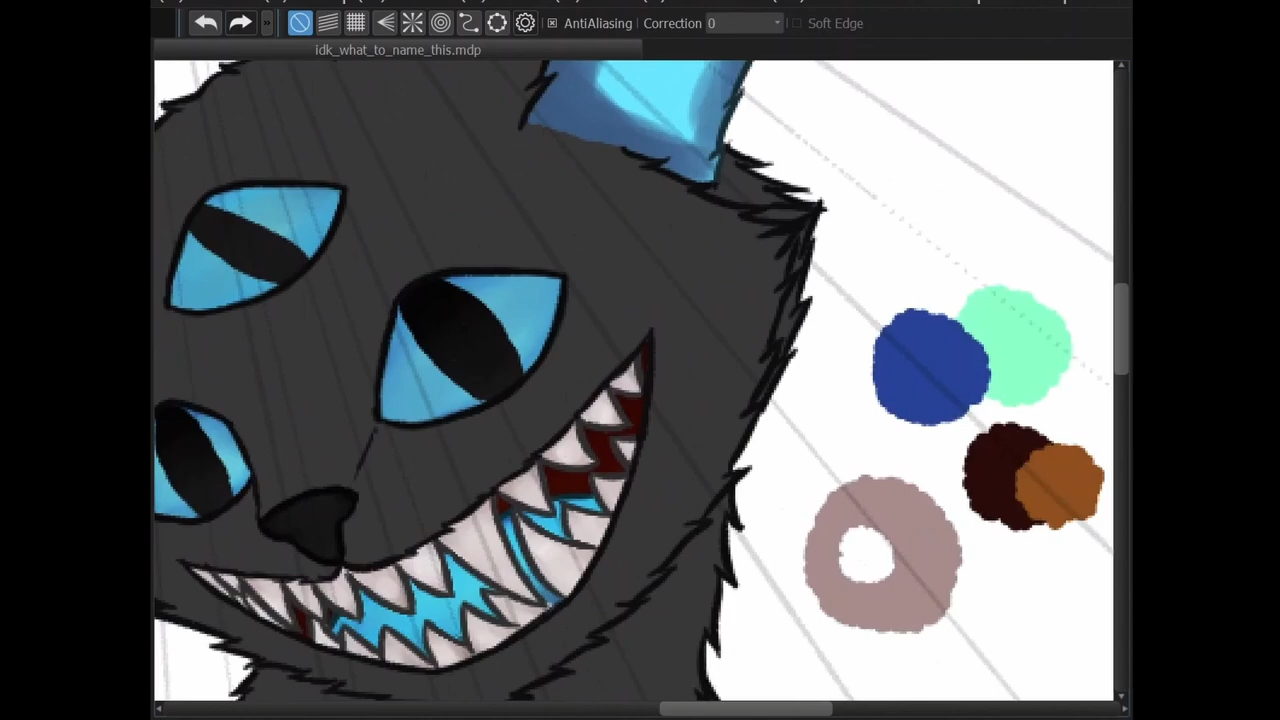 » AntiAliasing Correction 0 Soft Edge
idk_what_to_name_this.mdp